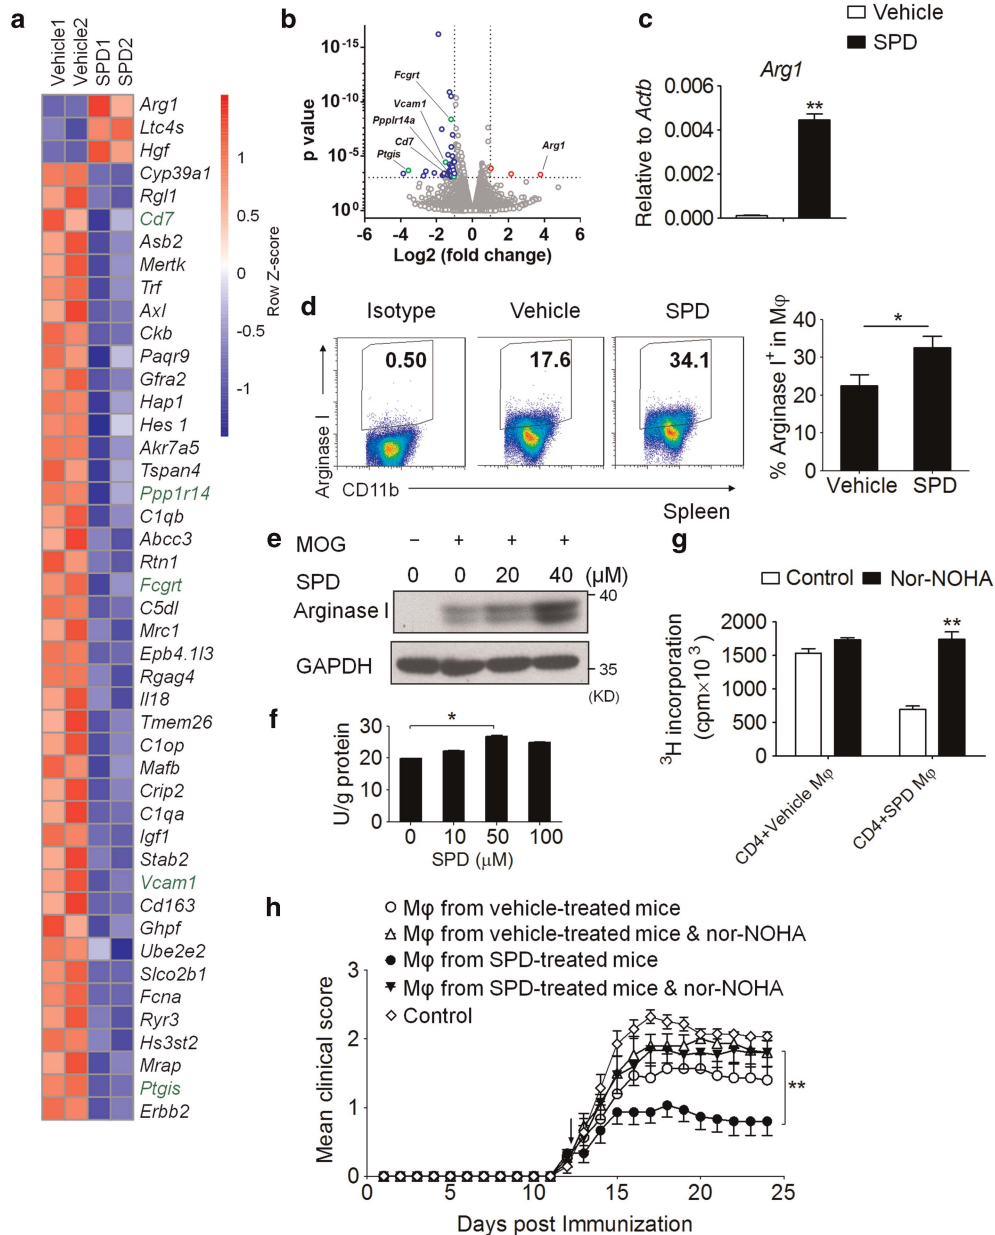 a
Vehicle1
Vehicle2
SPD1
SPD2
Arg1
Ltc4s
Hgf
Cyp39a1
Rgl1
Cd7
Asb2
Mertk
Trf
Axl
Ckb
Paqr9
Gfra2
Hap1
Hes 1
Akr7a5
Tspan4
Ppp1r14
C1qb
Abcc3
Rtn1
Fcgrt
C5dl
Mrc1
Epb4.1l3
Rgag4
Il18
Tmem26
C1op
Mafb
Crip2
C1qa
Igf1
Stab2
Vcam1
Cd163
Ghpf
Ube2e2
Slco2b1
Fcna
Ryr3
Hs3st2
Mrap
Ptgis
Erbb2
1
0.5
0
-0.5
-1
Row Z-score
b
p value
10-15
10-10
10-5
100
Fcgrt
Vcam1
Ppplr14a
Cd7
Ptgis
Arg1
-6 -4 -2 0 2 4 6
Log2 (fold change)
c
Vehicle
SPD
Arg1
Relative to Actb
0.006
0.004
0.002
0.000
**
d
Isotype
Vehicle
SPD
0.50
17.6
34.1
Arginase I
CD11b
Spleen
% Arginase I+ in Mφ
40
30
20
10
0
*
Vehicle SPD
e
MOG − + + +
SPD 0 0 20 40 (μM)
Arginase I
40
GAPDH
35
(KD)
f
U/g protein
30
20
10
0
*
0 10 50 100
SPD (μM)
g
Control
Nor-NOHA
3H incorporation
(cpm×10 3)
2000
1500
1000
500
0
**
CD4+Vehicle Mφ
CD4+SPD Mφ
h
Mφ from vehicle-treated mice
Mφ from vehicle-treated mice & nor-NOHA
Mφ from SPD-treated mice
Mφ from SPD-treated mice & nor-NOHA
Control
Mean clinical score
3
2
1
0
**
0 5 10 15 20 25
Days post Immunization